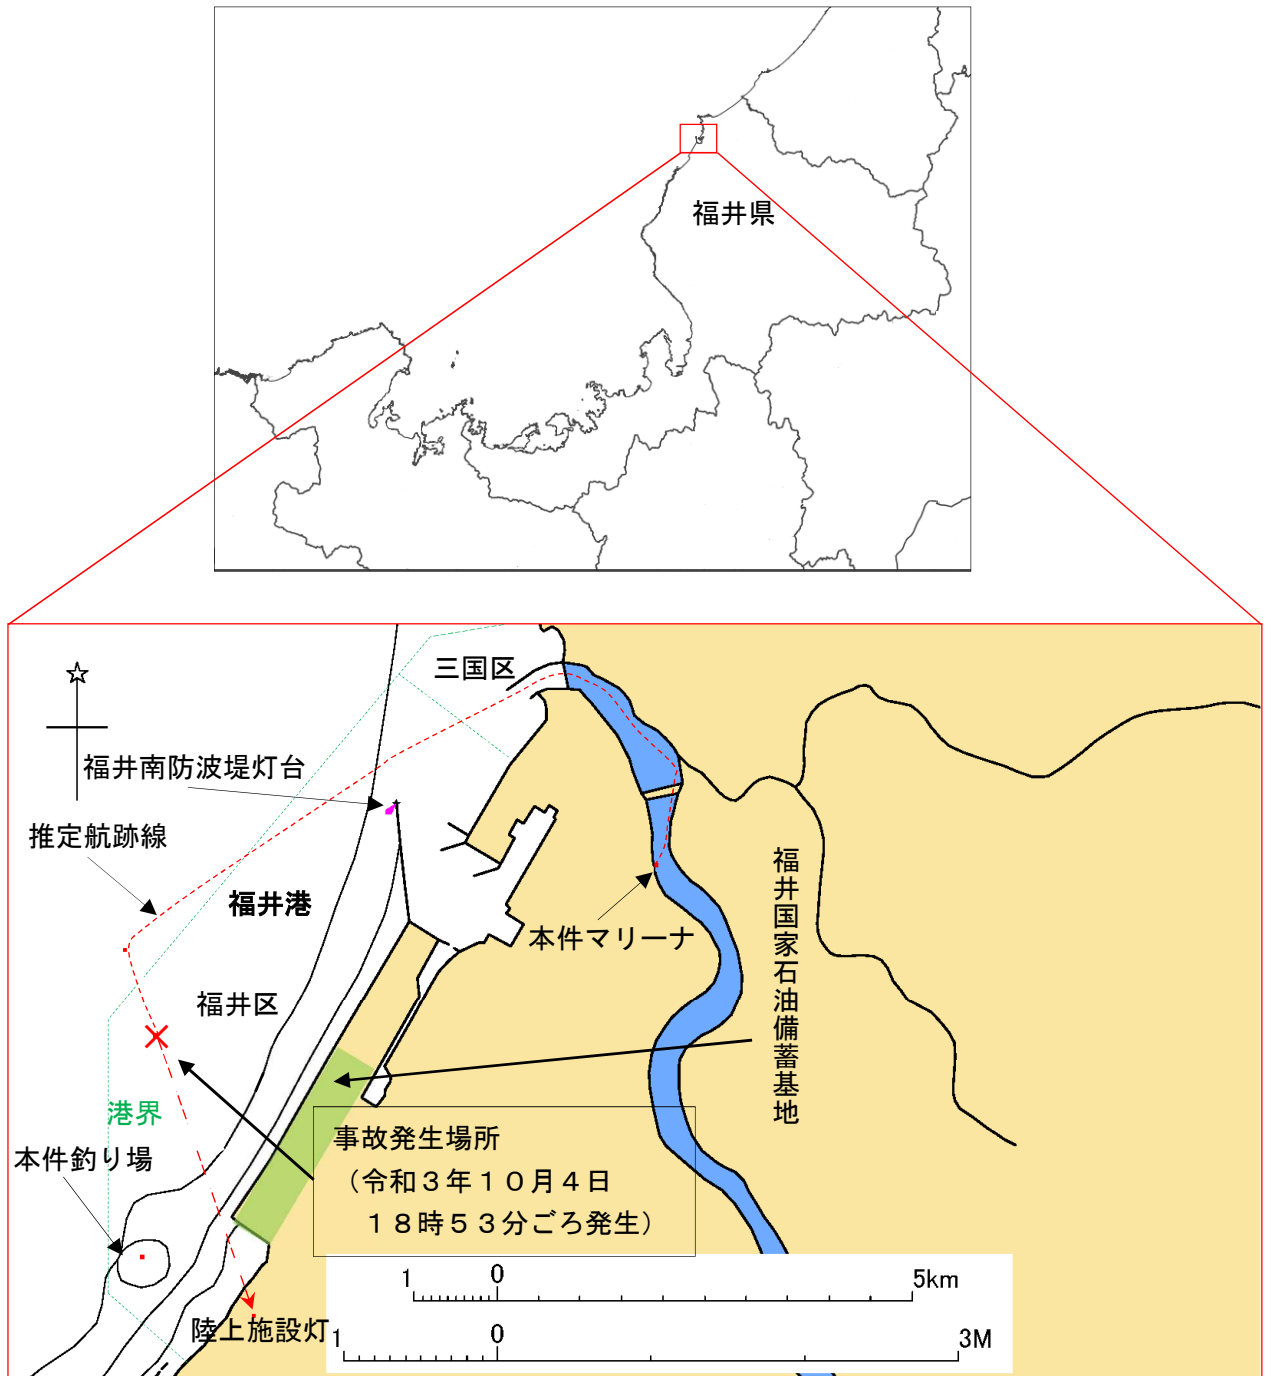 福井県
三国区
福井南防波堤灯台
推定航跡線
福井港
本件マリーナ
福井国家石油備蓄基地
福井区
港界
本件釣り場
事故発生場所
（令和３年１０月４日
１８時５３分ごろ発生）
陸上施設灯
1 0 5km
1 0 3M